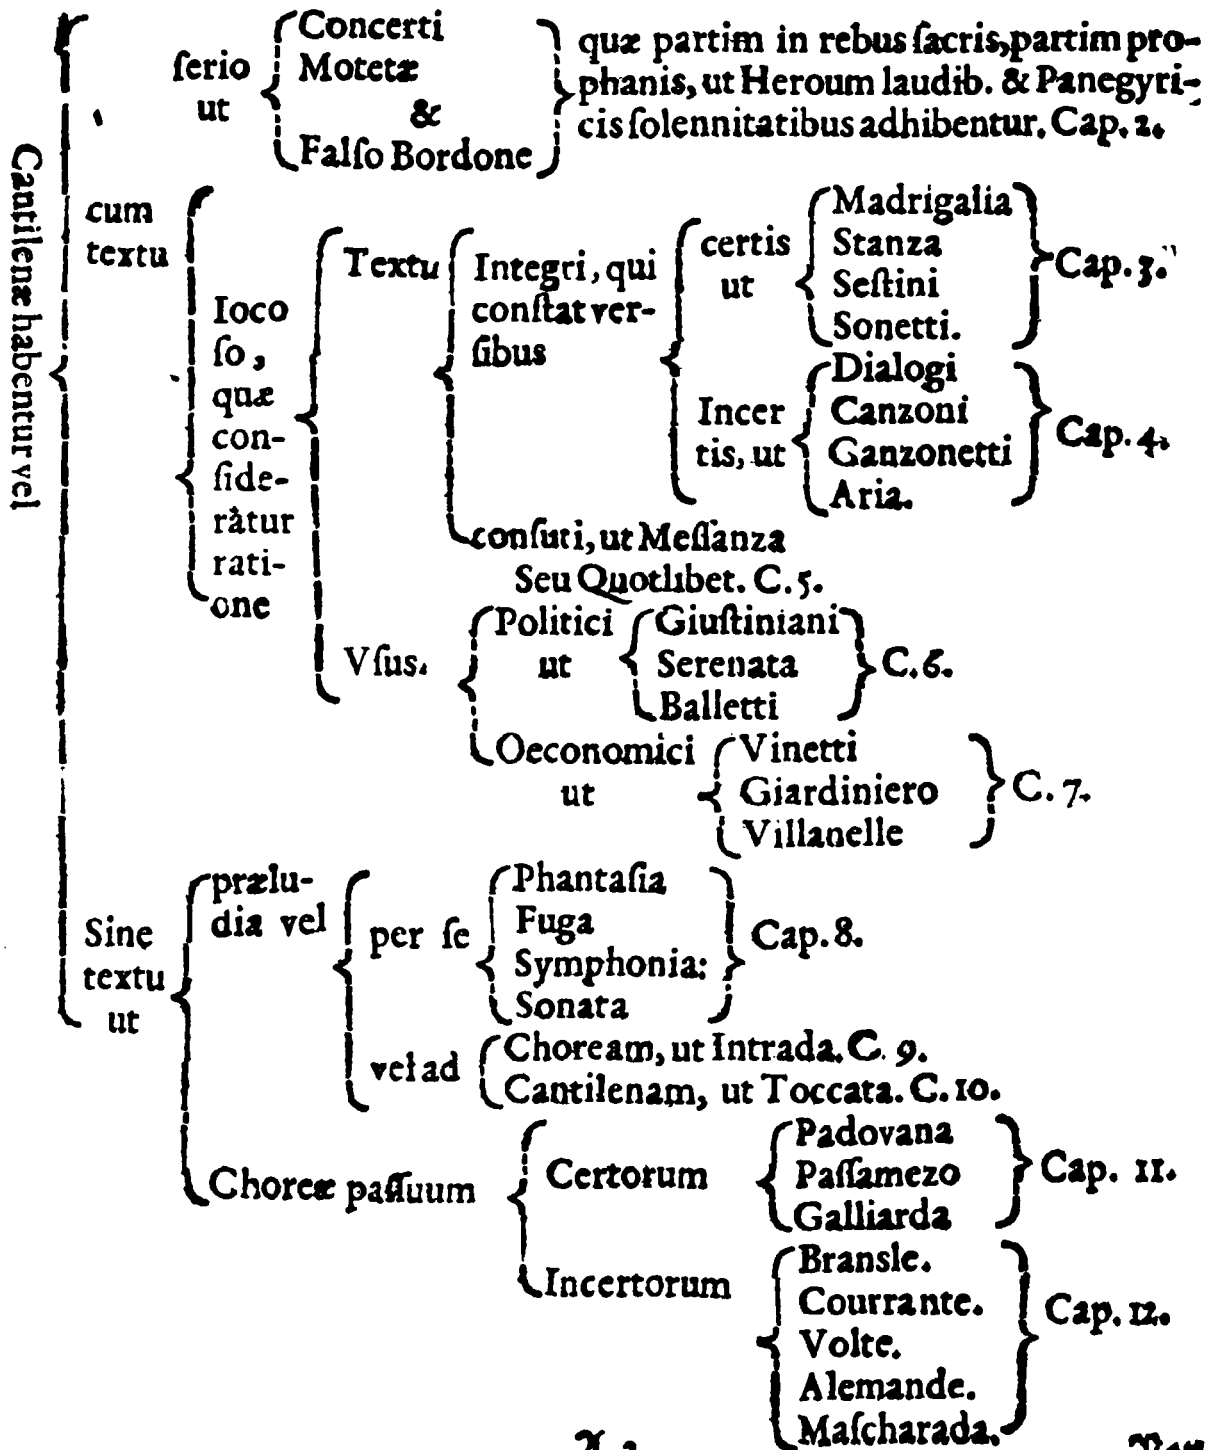 Cantilenæ habentur vel
cum
textu
ſerio
ut
Concerti
Motetæ
&
Falſo Bordone
quæ partim in rebus ſacris, partim pro-
phanis, ut Heroum laudib. & Panegyri-
cis ſolennitatibus adhibentur. Cap. 2.
Ioco
ſo,
quæ
con-
ſide-
ràtur
rati-
one
Textu
Integri, qui
conſtat ver-
ſibus
certis
ut
Madrigalia
Stanza
Seſtini
Sonetti.
Cap. 3.
Incer
tis, ut
Dialogi
Canzoni
Ganzonetti
Aria.
Cap. 4.
conſuti, ut Meſſanza
Seu Quotlibet. C. 5.
Vſus.
Politici
ut
Giuſtiniani
Serenata
Balletti
C. 6.
Oeconomici
ut
Vinetti
Giardiniero
Villanelle
C. 7.
Sine
textu
ut
prælu-
dia vel
per ſe
Phantaſia
Fuga
Symphonia:
Sonata
Cap. 8.
vel ad
Choream, ut Intrada. C. 9.
Cantilenam, ut Toccata. C. 10.
Choreæ paſſuum
Certorum
Padovana
Paſſamezo
Galliarda
Cap. 11.
Incertorum
Bransle.
Courrante.
Volte.
Alemande.
Maſcharada.
Cap. 12.